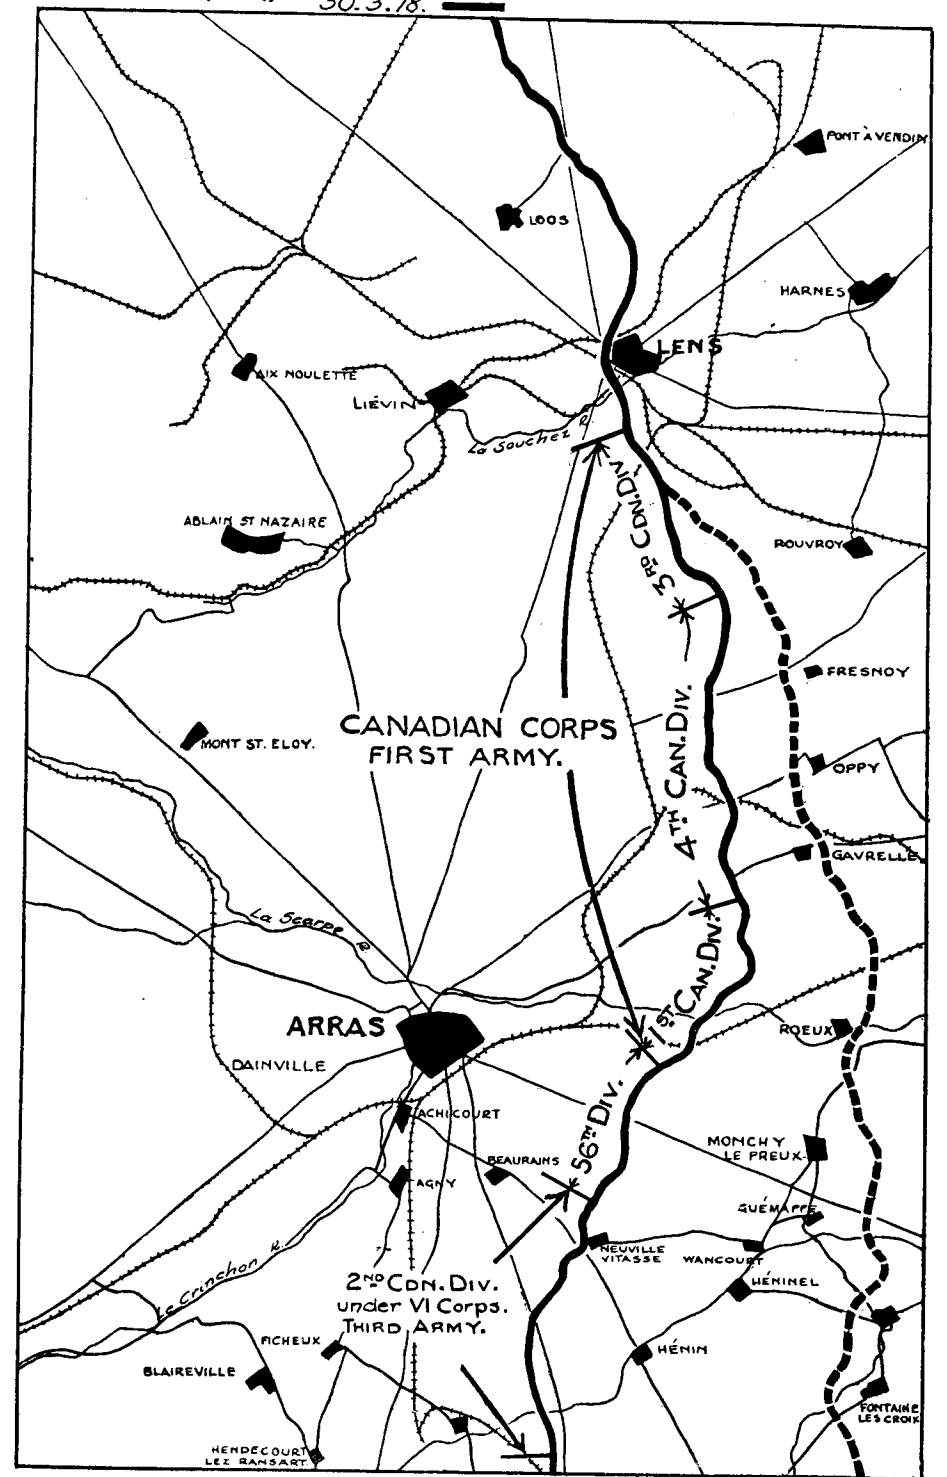 30.3.18.
PONT À VENDIN
LOOS
HARNES
LENS
AIX NOULETTE
LIÉVIN
La Souchez R.
3RD CDN. DIV.
ABLAIN ST NAZAIRE
ROUVROY
FRESNOY
CANADIAN CORPS
FIRST ARMY.
4TH CAN. DIV.
MONT ST. ELOY.
OPPY
GAVRELLE
La Scarpe R.
1ST CAN. DIV.
ARRAS
ROEUX
DAINVILLE
56TH DIV.
ACHICOURT
MONCHY
LE PREUX
BEAURAINS
AGNY
GUÉMAPPE
NEUVILLE
VITASSE
WANCOURT
Le Crinchon R.
2ND CDN. DIV.
under VI Corps.
THIRD ARMY.
HÉNINEL
FICHEUX
HÉNIN
BLAIREVILLE
FONTAINE
LES CROIX
HENDECOURT
LEZ RANSART